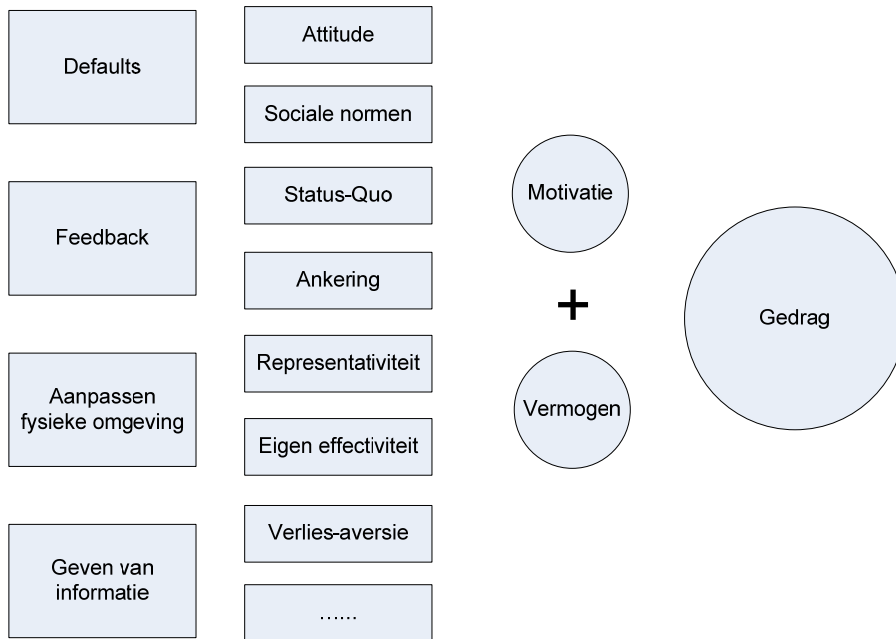 Defaults
Feedback
Aanpassen
fysieke omgeving
Geven van
informatie
Attitude
Sociale normen
Status-Quo
Ankering
Representativiteit
Eigen effectiviteit
Verlies-aversie
……
Motivatie
+
Vermogen
Gedrag